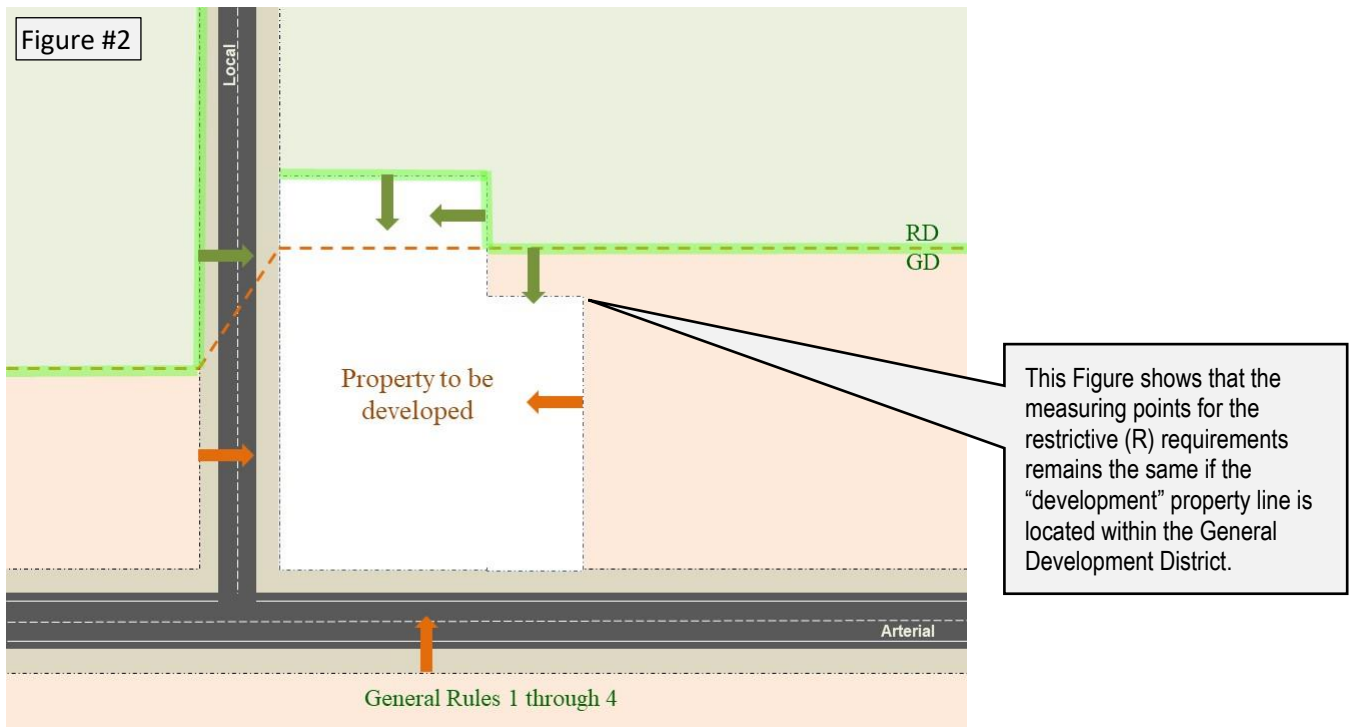 Figure #2
Local
RD
GD
Property to be
developed
This Figure shows that the
measuring points for the
restrictive (R) requirements
remains the same if the
“development” property line is
located within the General
Development District.
Arterial
General Rules 1 through 4